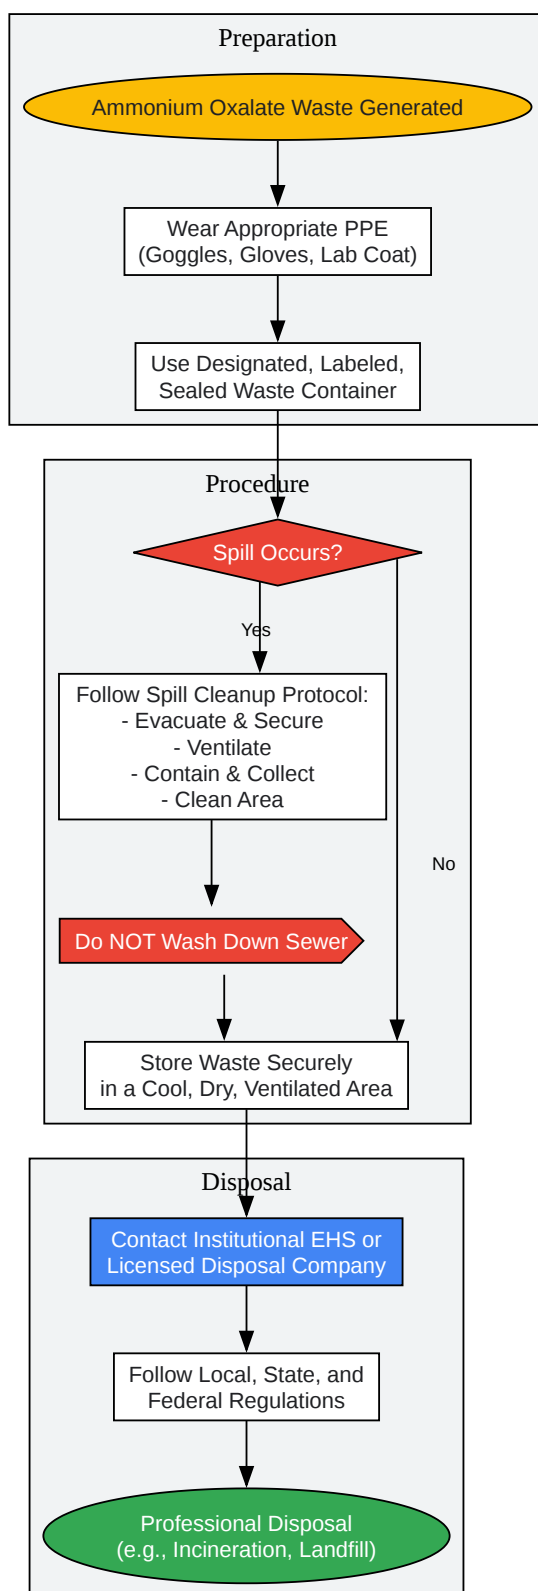 Preparation
Ammonium Oxalate Waste Generated
Wear Appropriate PPE
(Goggles, Gloves, Lab Coat)
Use Designated, Labeled,
Sealed Waste Container
Procedure
Spill Occurs?
Yes
Follow Spill Cleanup Protocol:
- Evacuate & Secure
- Ventilate
- Contain & Collect
- Clean Area
No
Do NOT Wash Down Sewer
Store Waste Securely
in a Cool, Dry, Ventilated Area
Disposal
Contact Institutional EHS or
Licensed Disposal Company
Follow Local, State, and
Federal Regulations
Professional Disposal
(e.g., Incineration, Landfill)